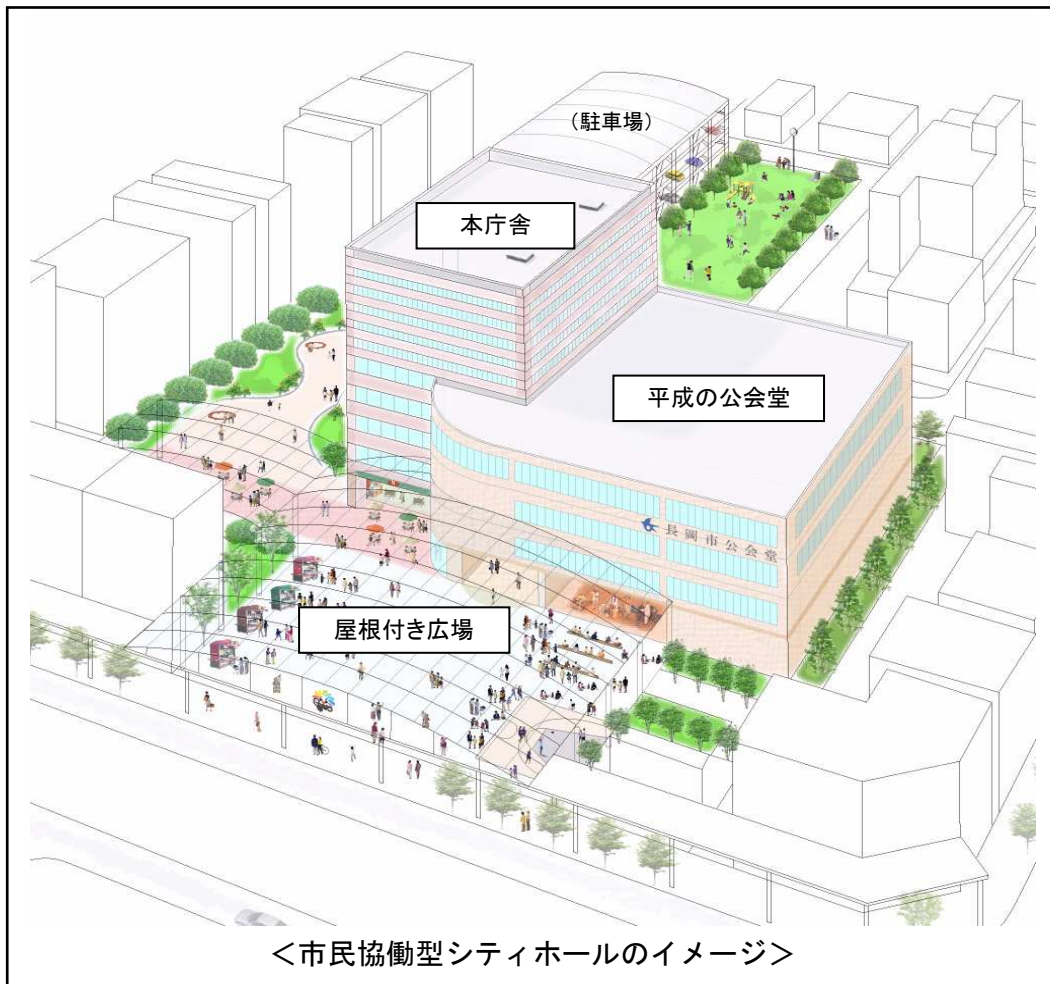 （駐車場）
本庁舎
平成の公会堂
長岡市公会堂
屋根付き広場
＜市民協働型シティホールのイメージ＞